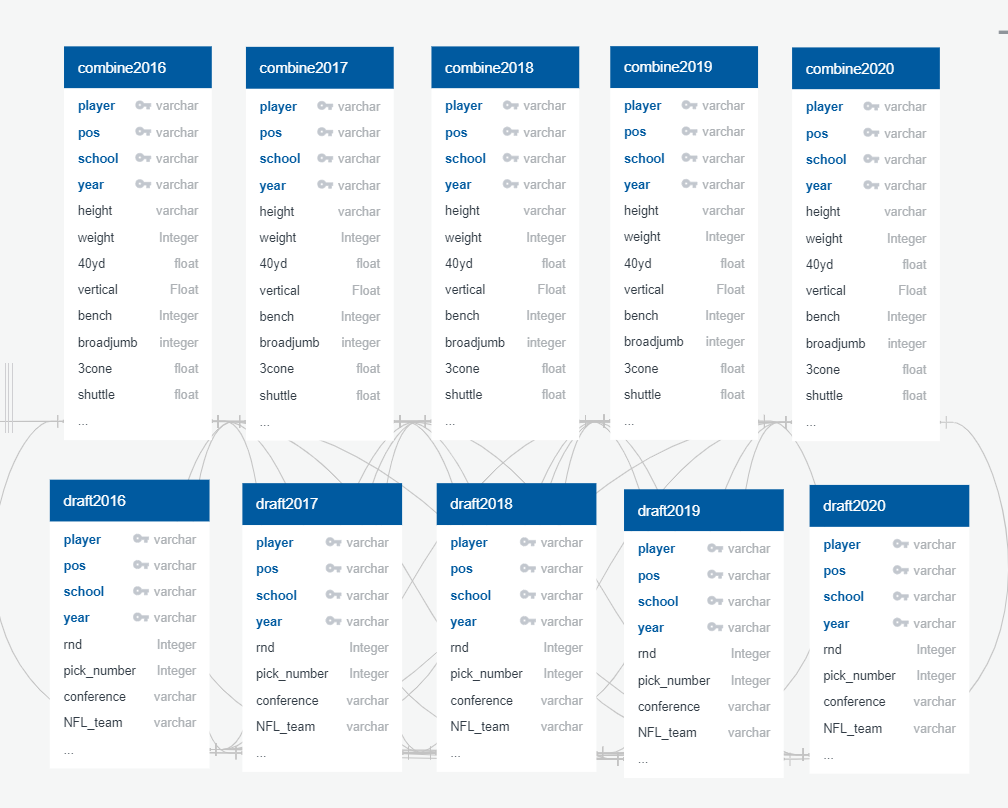 combine2016
player varchar
pos varchar
school varchar
year varchar
height varchar
weight Integer
40yd float
vertical Float
bench Integer
broadjumb integer
3cone float
shuttle float
...
combine2017
player varchar
pos varchar
school varchar
year varchar
height varchar
weight Integer
40yd float
vertical Float
bench Integer
broadjumb integer
3cone float
shuttle float
...
combine2018
player varchar
pos varchar
school varchar
year varchar
height varchar
weight Integer
40yd float
vertical Float
bench Integer
broadjumb integer
3cone float
shuttle float
...
combine2019
player varchar
pos varchar
school varchar
year varchar
height varchar
weight Integer
40yd float
vertical Float
bench Integer
broadjumb integer
3cone float
shuttle float
...
combine2020
player varchar
pos varchar
school varchar
year varchar
height varchar
weight Integer
40yd float
vertical Float
bench Integer
broadjumb integer
3cone float
shuttle float
...
draft2016
player varchar
pos varchar
school varchar
year varchar
rnd Integer
pick_number Integer
conference varchar
NFL_team varchar
...
draft2017
player varchar
pos varchar
school varchar
year varchar
rnd Integer
pick_number Integer
conference varchar
NFL_team varchar
...
draft2018
player varchar
pos varchar
school varchar
year varchar
rnd Integer
pick_number Integer
conference varchar
NFL_team varchar
...
draft2019
player varchar
pos varchar
school varchar
year varchar
rnd Integer
pick_number Integer
conference varchar
NFL_team varchar
...
draft2020
player varchar
pos varchar
school varchar
year varchar
rnd Integer
pick_number Integer
conference varchar
NFL_team varchar
...